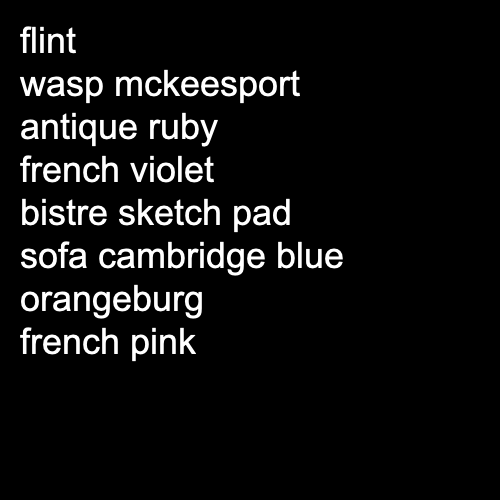 flint
wasp mckeesport
antique ruby
french violet
bistre sketch pad
sofa cambridge blue
orangeburg
french pink